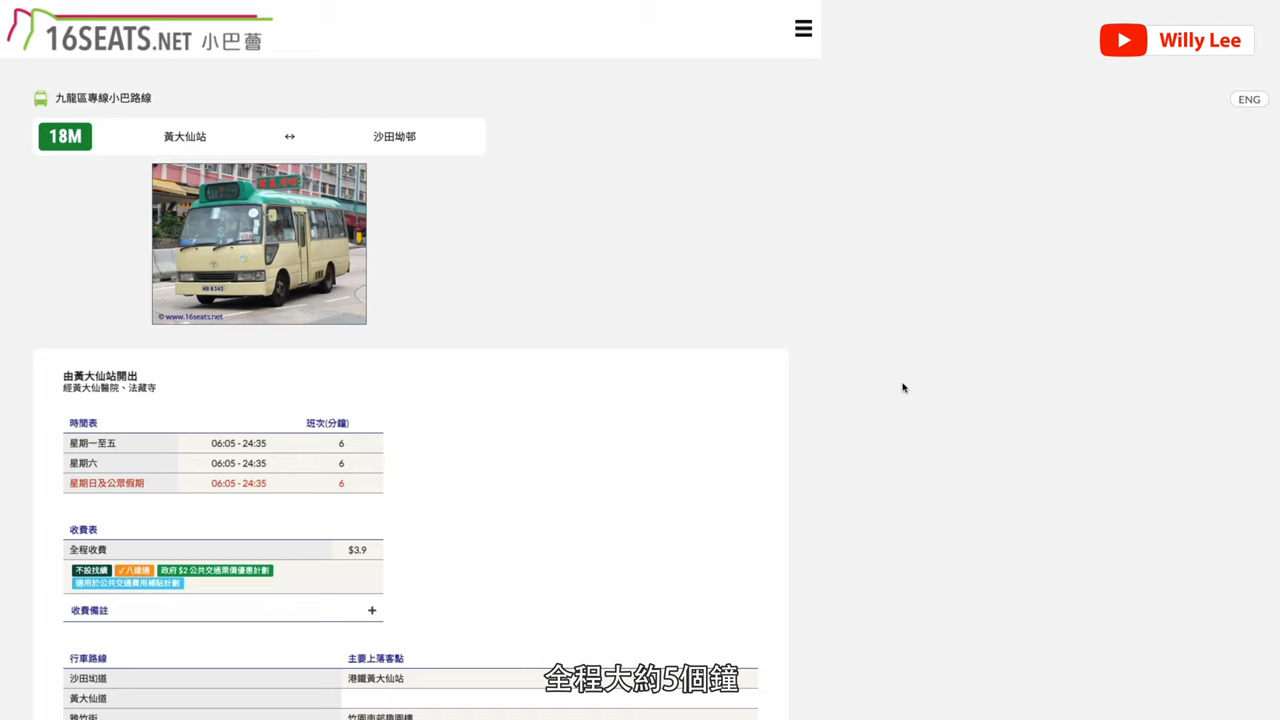 16SEATS.NET 小巴薈
Willy Lee
ENG
九龍區專線小巴路線
18M 黃大仙站 ↔ 沙田坳邨
HB 8345
© www.16seats.net
由黃大仙站開出
經黃大仙醫院、法藏寺
時間表 班次(分鐘)
星期一至五 06:05 - 24:35 6
星期六 06:05 - 24:35 6
星期日及公眾假期 06:05 - 24:35 6
收費表
全程收費 $3.9
不設找續 ✓八達通 政府 $2 公共交通票價優惠計劃
適用於公共交通費用補貼計劃
收費備註 +
行車路線 主要上落客點
沙田坳道 港鐵黃大仙站
黃大仙道
雅竹街 竹園南邨趣園樓
全程大約5個鐘